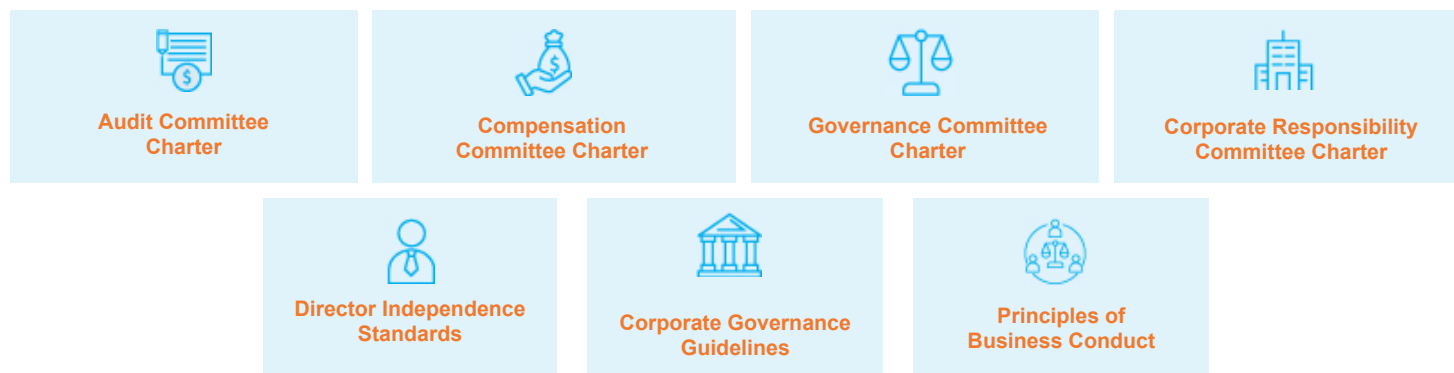 Audit Committee
Charter
Compensation
Committee Charter
Governance Committee
Charter
Corporate Responsibility
Committee Charter
Director Independence
Standards
Corporate Governance
Guidelines
Principles of
Business Conduct